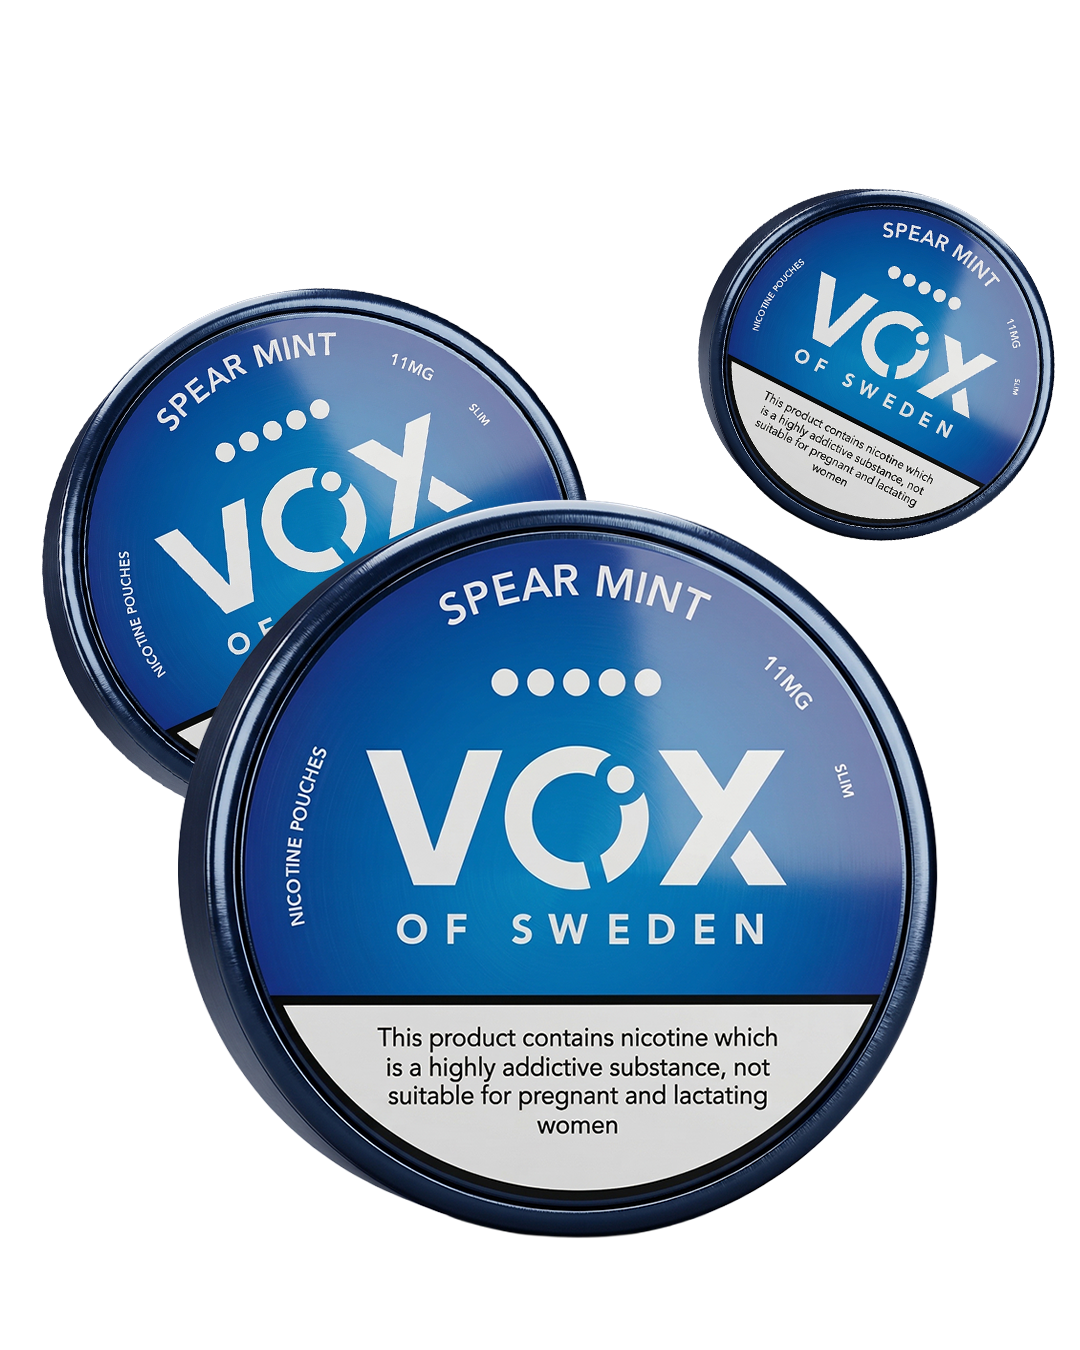 SPEAR MINT
11MG
SLIM
NICOTINE POUCHES
VOX
OF SWEDEN
This product contains nicotine which
is a highly addictive substance, not
suitable for pregnant and lactating
women
SPEAR MINT
11MG
SLIM
NICOTINE POUCHES
VOX
OF
SPEAR MINT
11MG
SLIM
NICOTINE POUCHES
VOX
OF SWEDEN
This product contains nicotine which
is a highly addictive substance, not
suitable for pregnant and lactating
women